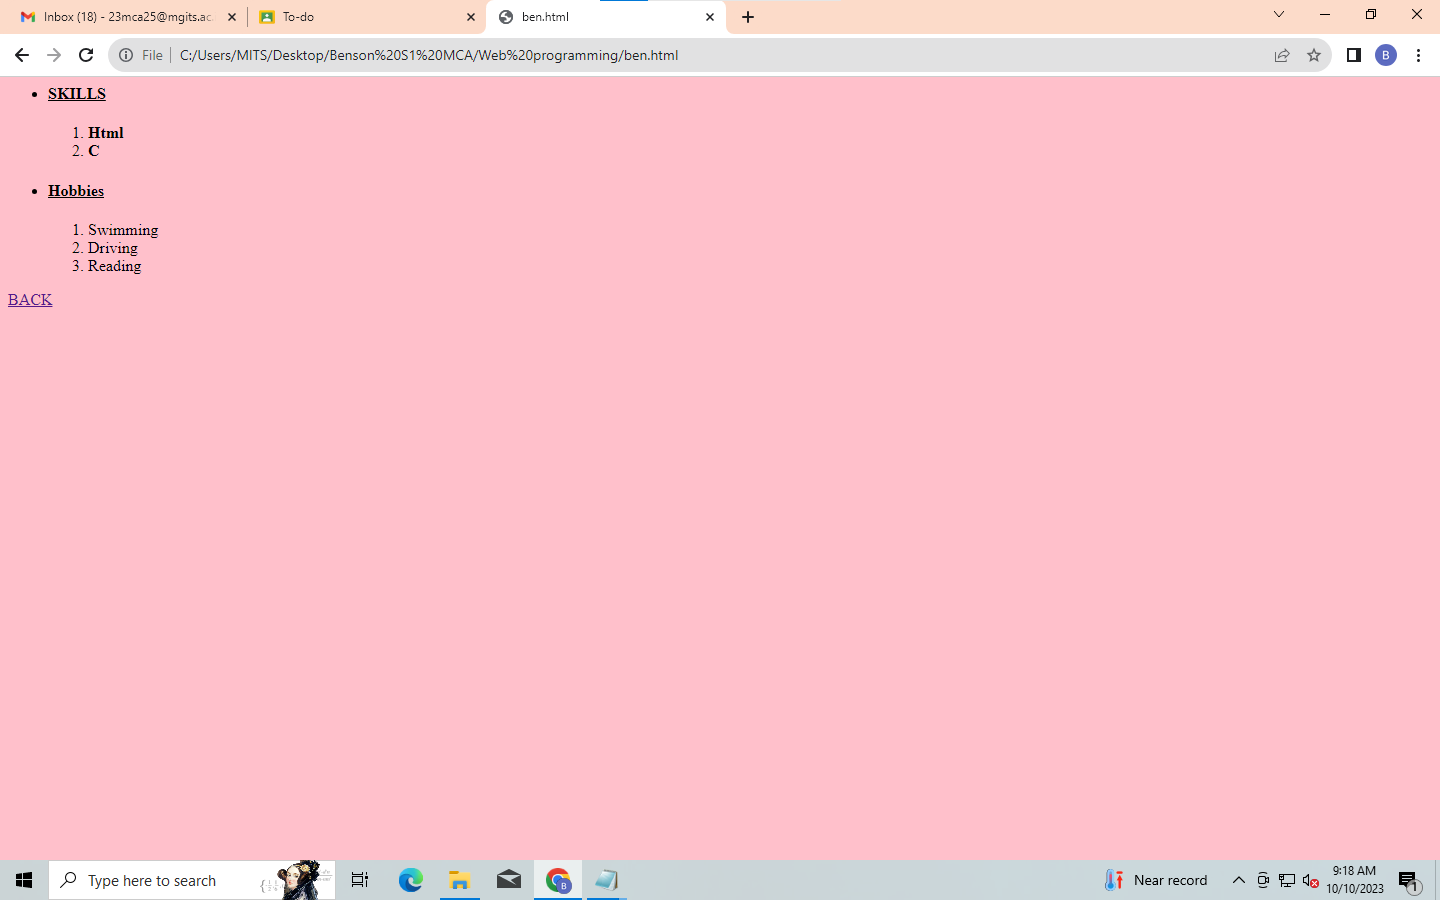 Inbox (18) - 23mca25@mgits.ac.
To-do
ben.html
File
C:/Users/MITS/Desktop/Benson%20S1%20MCA/Web%20programming/ben.html
B
• SKILLS
1. Html
2. C
• Hobbies
1. Swimming
2. Driving
3. Reading
BACK
Type here to search
B
Near record
9:18 AM
10/10/2023
1